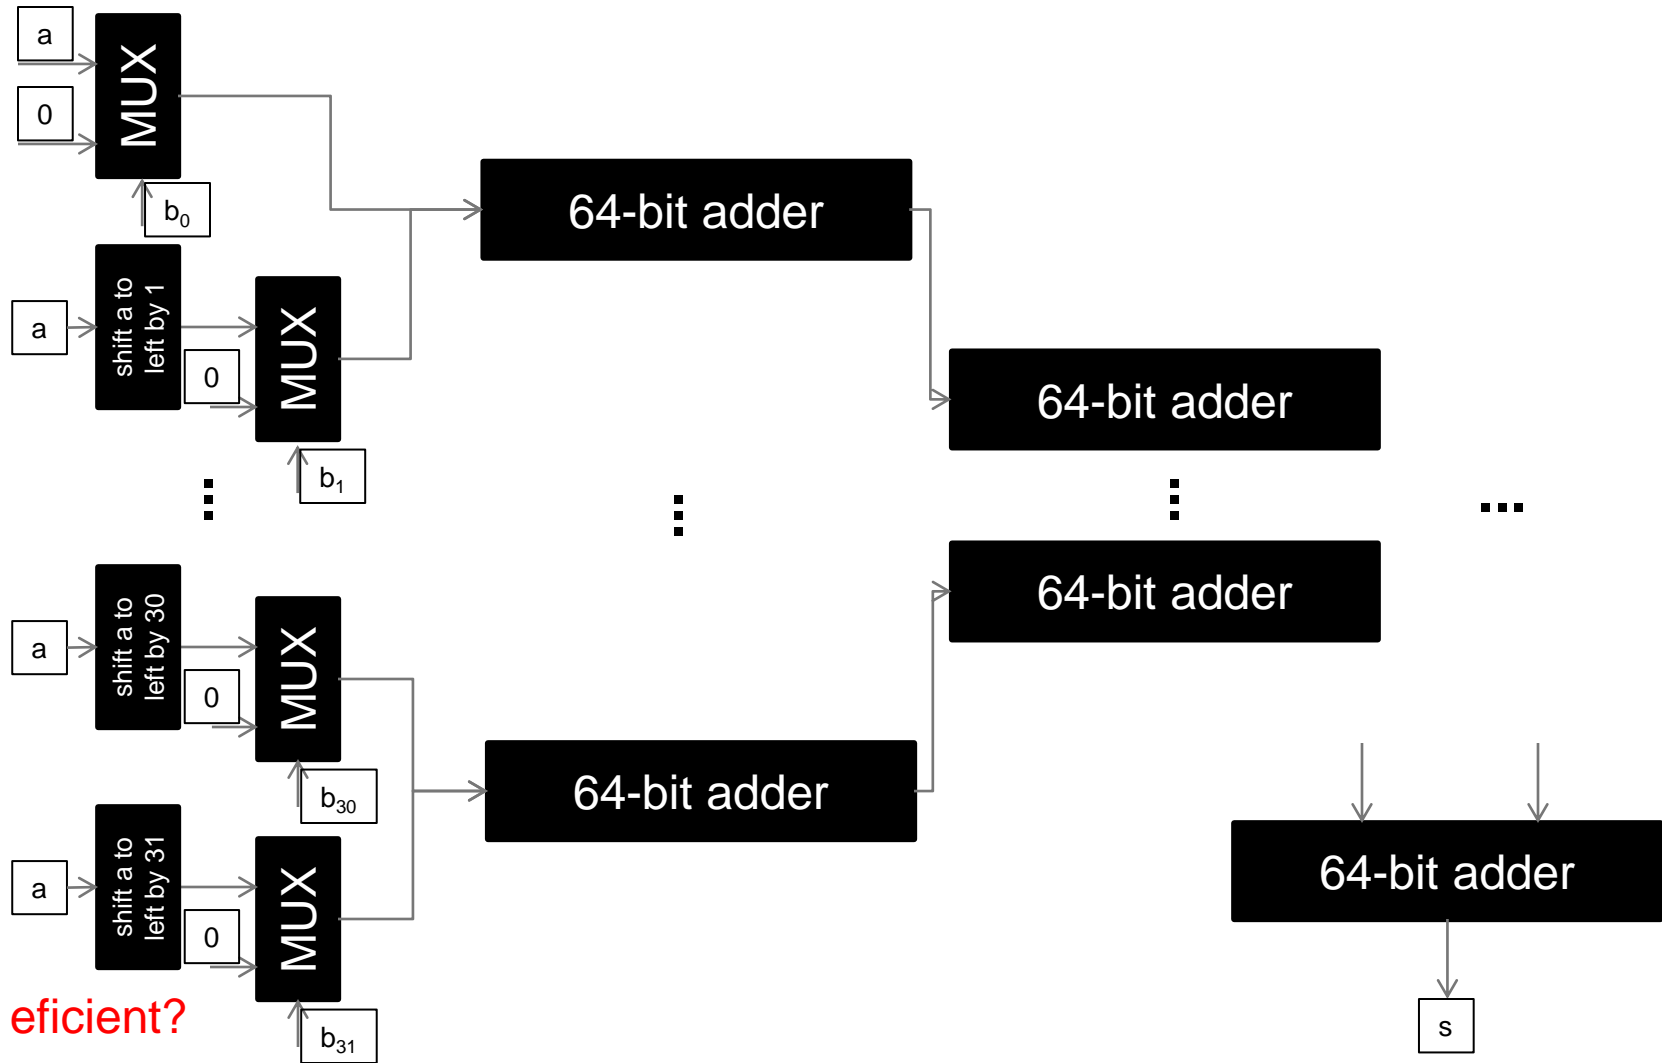 a
0
MUX
b₀
64-bit adder
a
shift a to
left by 1
0
MUX
b₁
64-bit adder
a
shift a to
left by 30
0
MUX
b₃₀
64-bit adder
64-bit adder
a
shift a to
left by 31
0
MUX
b₃₁
64-bit adder
s
eficient?